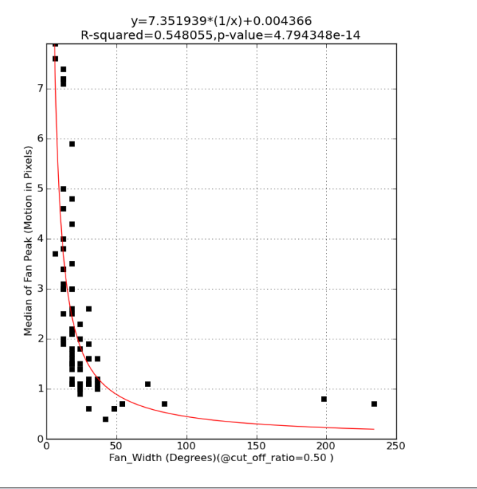 y=7.351939*(1/x)+0.004366
R-squared=0.548055,p-value=4.794348e-14
Median of Fan Peak (Motion in Pixels)
7
6
5
4
3
2
1
0
0 50 100 150 200 250
Fan_Width (Degrees)(@cut_off_ratio=0.50 )